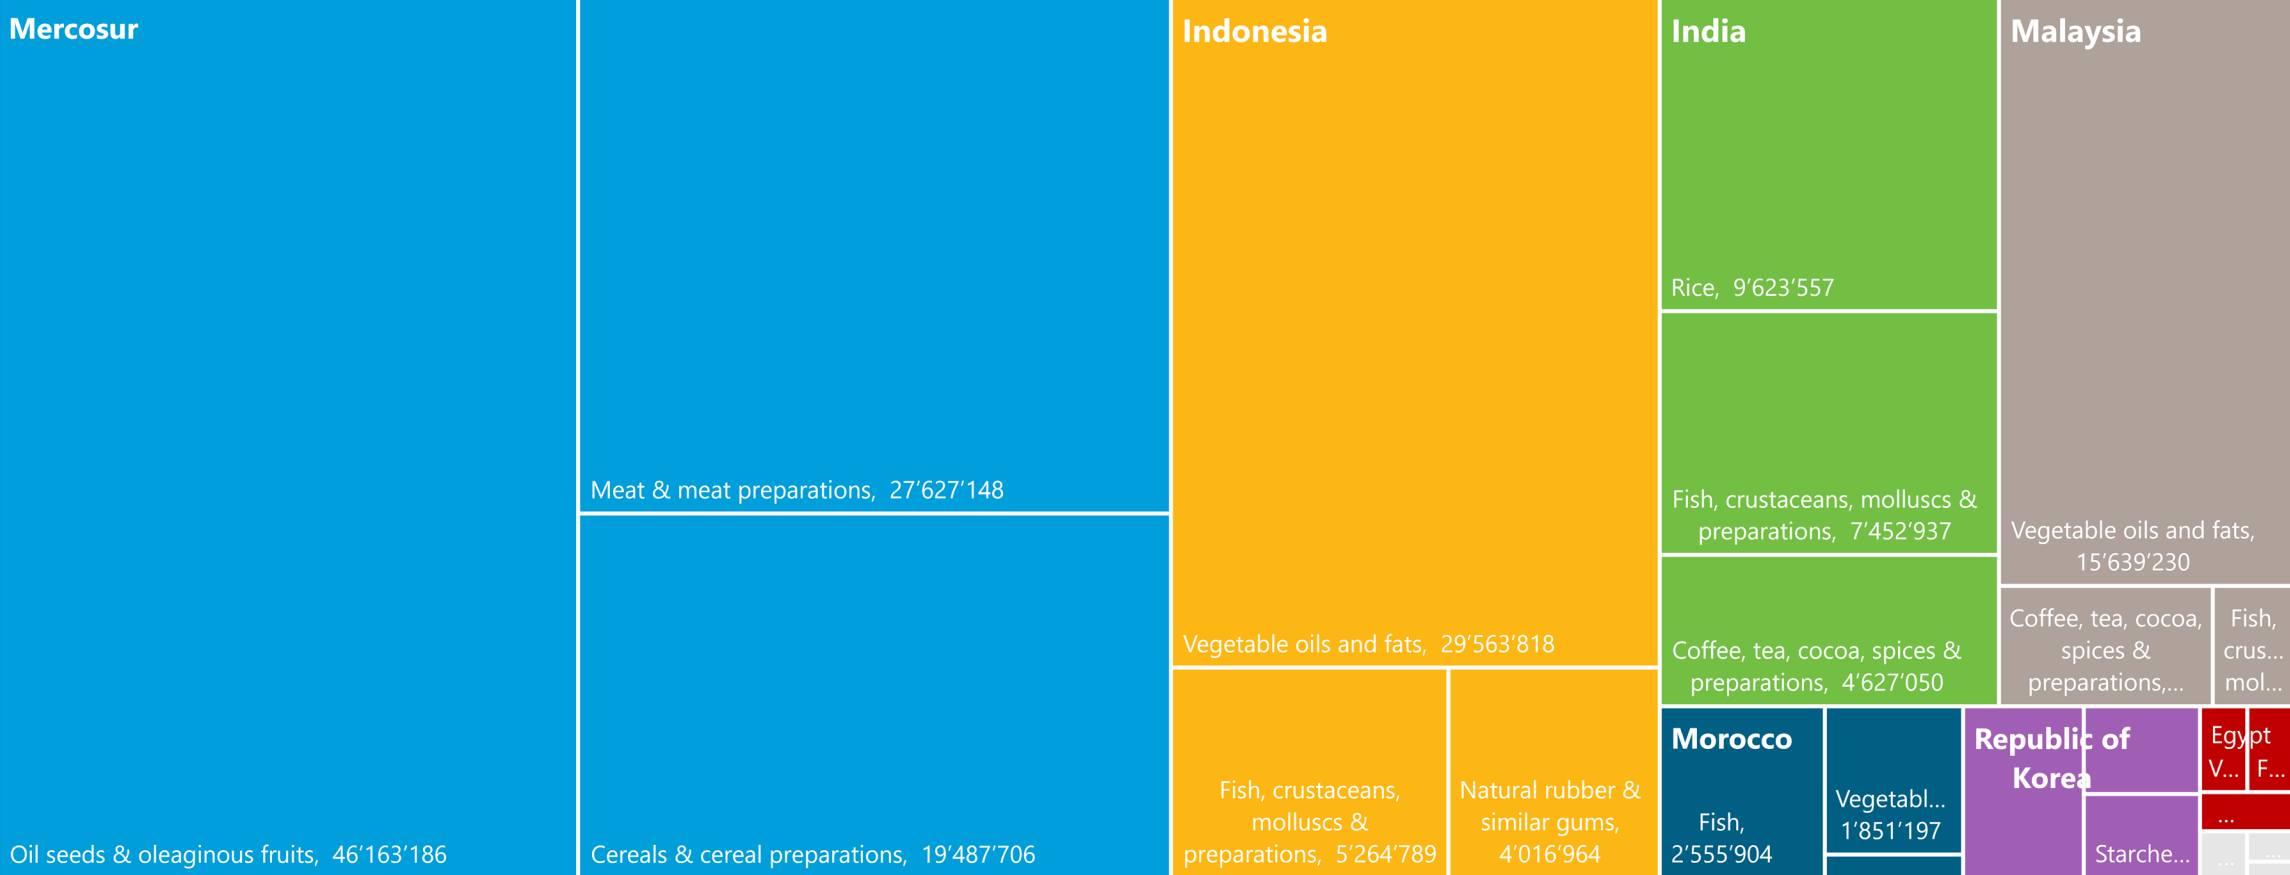 Mercosur
Oil seeds & oleaginous fruits,  46’163’186
Meat & meat preparations,  27’627’148
Cereals & cereal preparations,  19’487’706
Indonesia
Vegetable oils and fats,  29’563’818
Fish, crustaceans,
molluscs &
preparations,  5’264’789
Natural rubber &
similar gums,
4’016’964
India
Rice,  9’623’557
Fish, crustaceans, molluscs &
preparations,  7’452’937
Coffee, tea, cocoa, spices &
preparations,  4’627’050
Malaysia
Vegetable oils and fats,
15’639’230
Coffee, tea, cocoa,
spices &
preparations,...
Fish,
crus...
mol...
Morocco
Fish,
2’555’904
Vegetabl...
1’851’197
Republic of
Korea
Starche...
Egypt
V...
F...
...
...
...